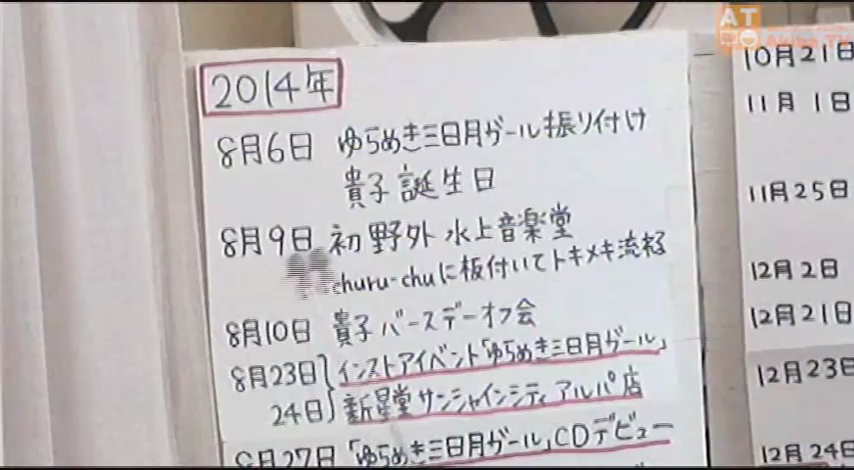 2014年
8月6日 ゆらめき三日月ガール振り付け
貴子誕生日
8月9日 初野外 水上音楽堂
churu-chuに板付いてトキメキ流極
8月10日 貴子バースデーオフ会
8月23日 インストアイベント「ゆらめき三日月ガール」
24日 新星堂サンシャインシティアルパ店
8月27日 「ゆらめき三日月ガール」CDデビュー
10月21日
11月1日
11月25日
12月2日
12月21日
12月23日
12月24日
AT